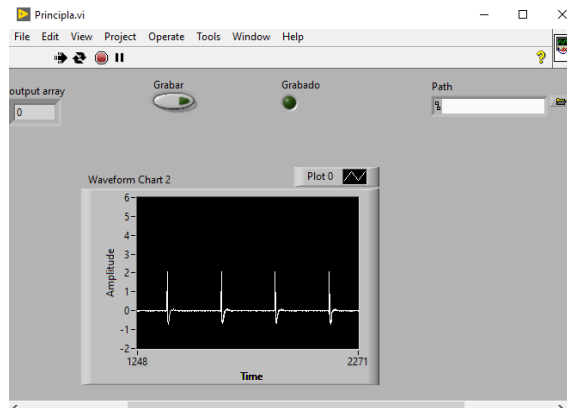 Principla.vi
File Edit View Project Operate Tools Window Help
output array
0
Grabar
Grabado
Path
Waveform Chart 2
Plot 0
Amplitude
6
5
4
3
2
1
0
-1
-2
1248
2271
Time